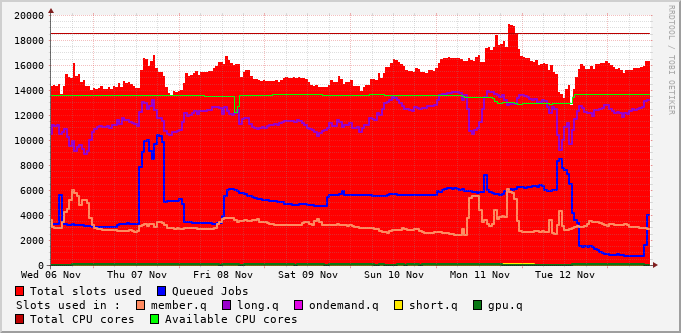 20000
18000
16000
14000
12000
10000
8000
6000
4000
2000
0
Wed 06 Nov Thu 07 Nov Fri 08 Nov Sat 09 Nov Sun 10 Nov Mon 11 Nov Tue 12 Nov
Total slots used Queued Jobs
Slots used in : member.q long.q ondemand.q short.q gpu.q
Total CPU cores Available CPU cores
RRDTOOL / TOBI OETIKER